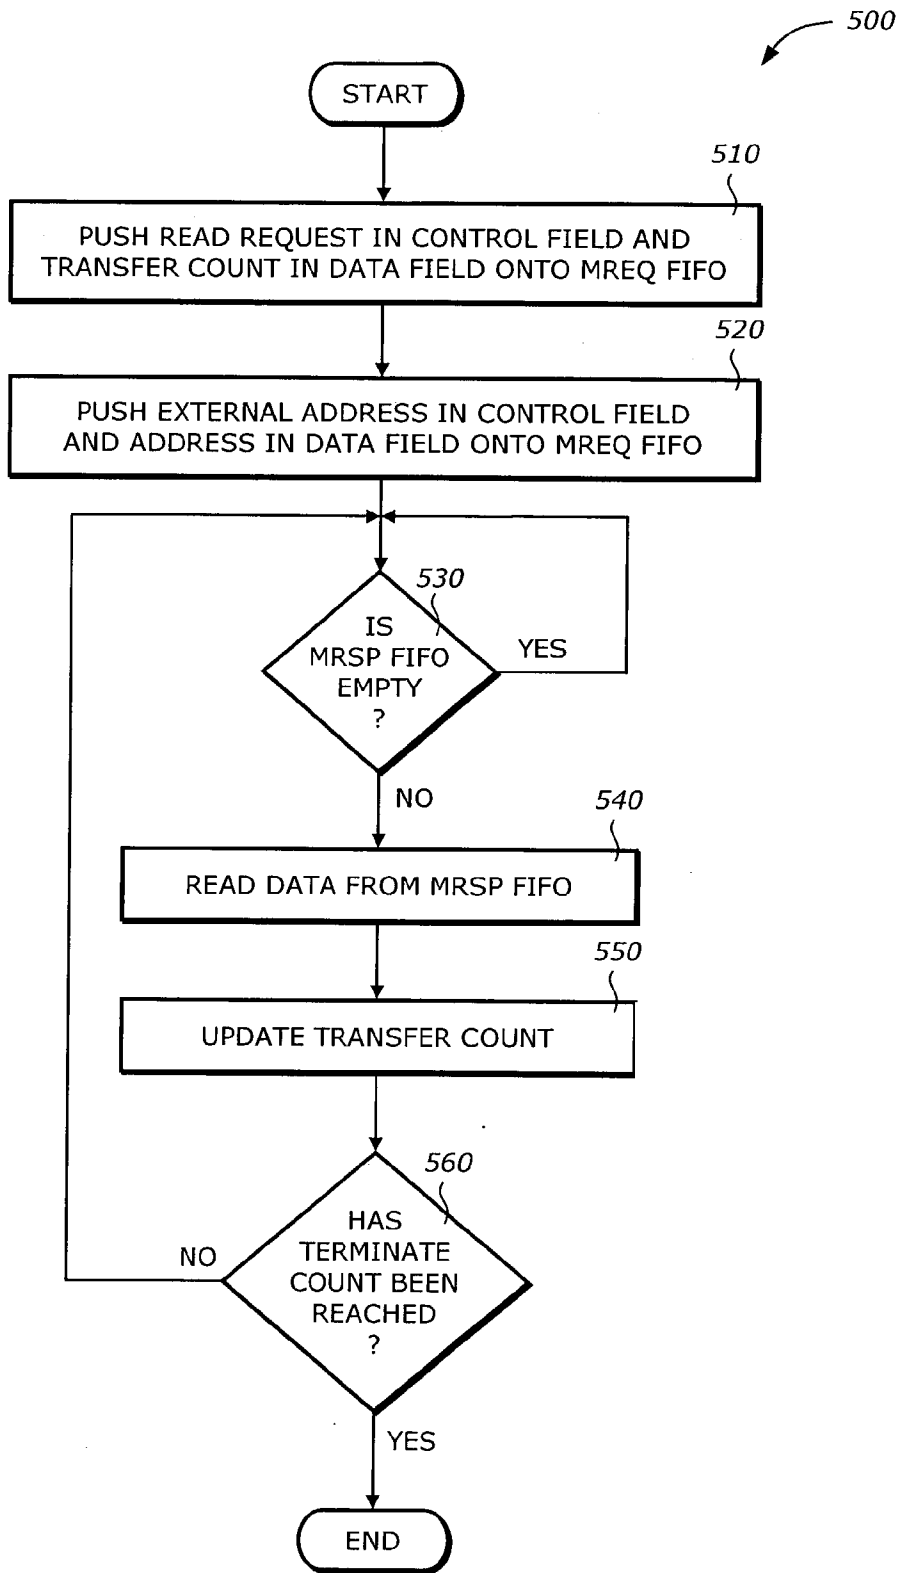 500
START
510
PUSH READ REQUEST IN CONTROL FIELD AND
TRANSFER COUNT IN DATA FIELD ONTO MREQ FIFO
520
PUSH EXTERNAL ADDRESS IN CONTROL FIELD
AND ADDRESS IN DATA FIELD ONTO MREQ FIFO
530
IS
MRSP FIFO
EMPTY
?
YES
NO
540
READ DATA FROM MRSP FIFO
550
UPDATE TRANSFER COUNT
560
HAS
TERMINATE
COUNT BEEN
REACHED
?
NO
YES
END